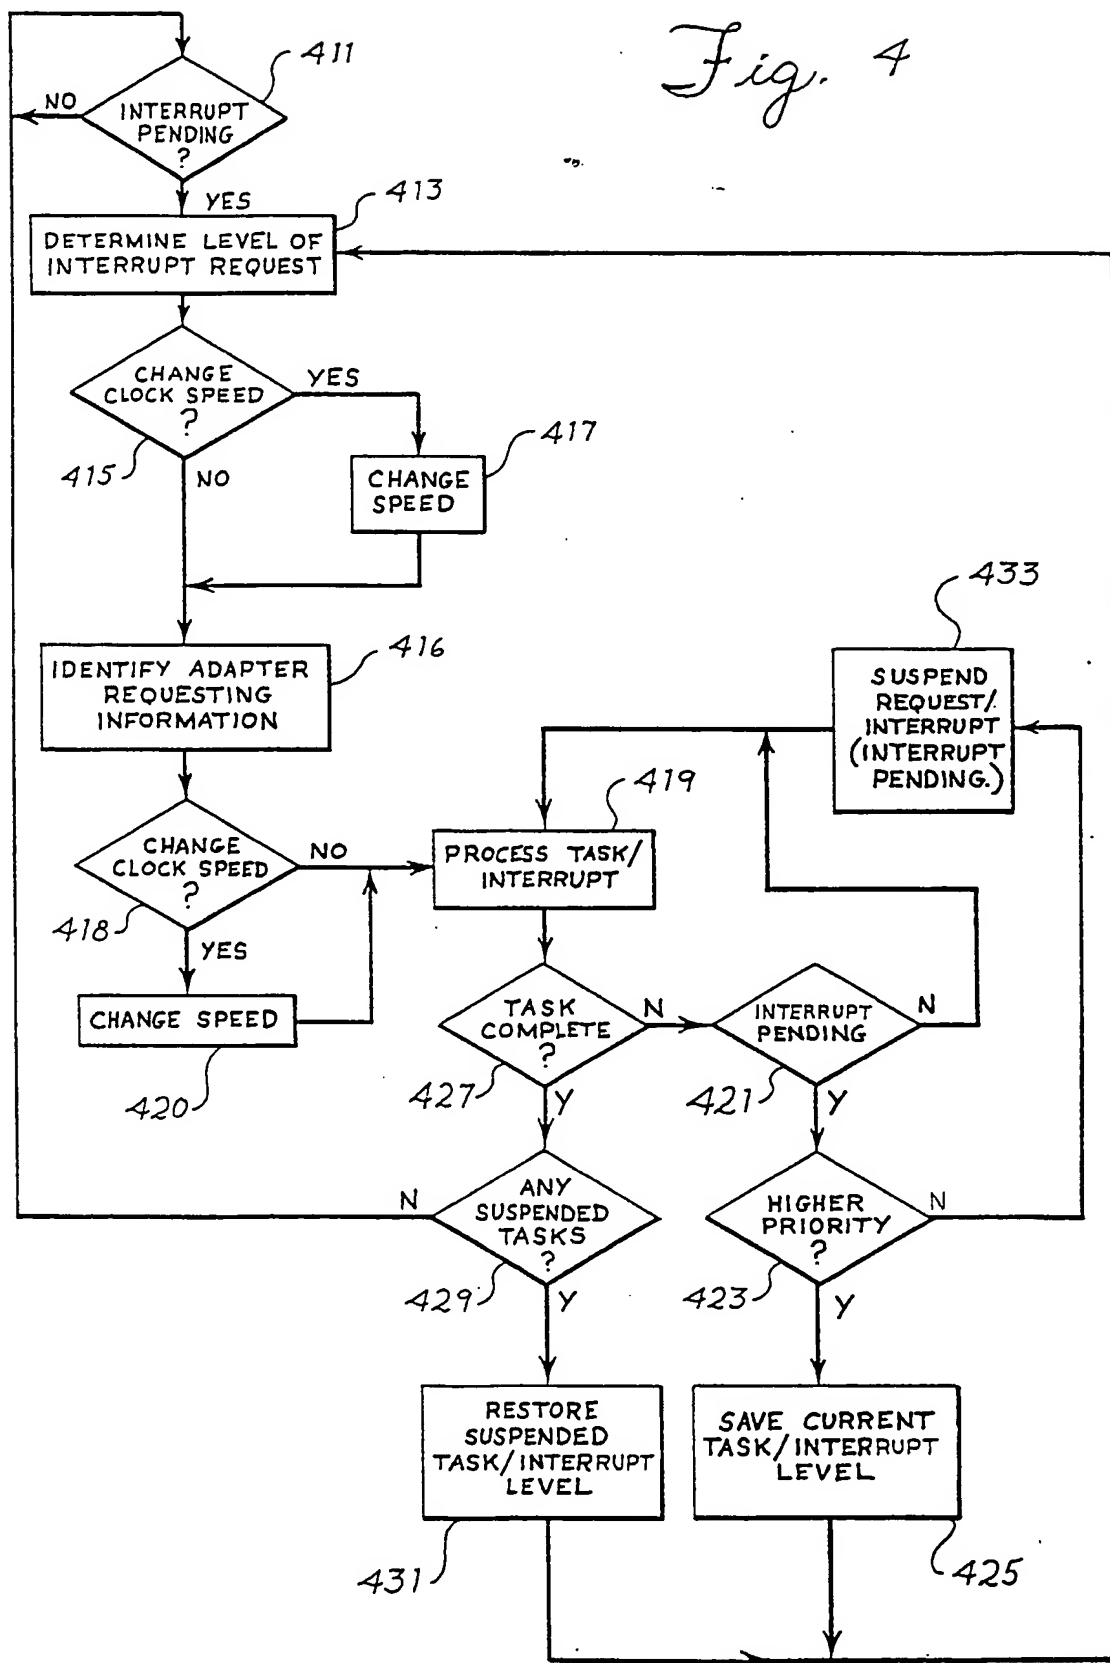 Fig. 4
411
NO
INTERRUPT
PENDING
?
YES
413
DETERMINE LEVEL OF
INTERRUPT REQUEST
CHANGE
CLOCK SPEED
?
YES
415
NO
417
CHANGE
SPEED
433
416
IDENTIFY ADAPTER
REQUESTING
INFORMATION
SUSPEND
REQUEST/
INTERRUPT
(INTERRUPT
PENDING.)
419
CHANGE
CLOCK SPEED
?
NO
PROCESS TASK/
INTERRUPT
418
YES
CHANGE SPEED
420
TASK
COMPLETE
?
N
427
Y
INTERRUPT
PENDING
N
421
Y
N
ANY
SUSPENDED
TASKS
?
429
Y
HIGHER
PRIORITY
?
N
423
Y
RESTORE
SUSPENDED
TASK/INTERRUPT
LEVEL
431
SAVE CURRENT
TASK/INTERRUPT
LEVEL
425